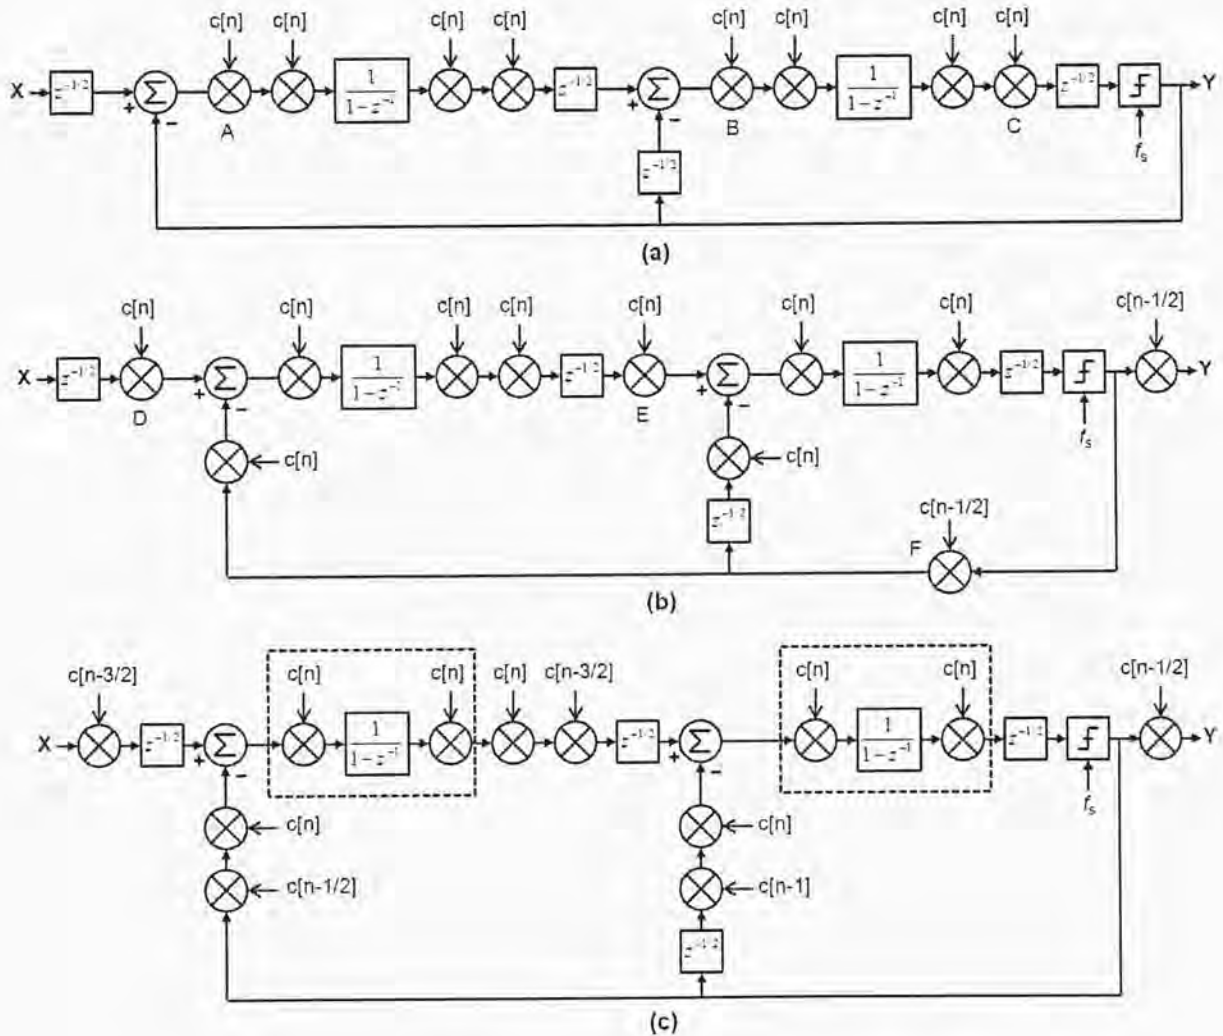 c[n] c[n] c[n] c[n] c[n] c[n] c[n] c[n]
X z^{-1/2} Σ 1/(1-z^{-1}) z^{-1/2} Σ 1/(1-z^{-1}) z^{-1/2} Y
+ - + -
A B C
z^{-1/2} f_s
(a)
c[n] c[n] c[n] c[n] c[n] c[n] c[n] c[n-1/2]
X z^{-1/2} Σ 1/(1-z^{-1}) z^{-1/2} Σ 1/(1-z^{-1}) z^{-1/2} Y
+ - + -
D E
c[n] c[n] f_s
z^{-1/2} c[n-1/2]
F
(b)
c[n-3/2] c[n] c[n] c[n] c[n-3/2] c[n] c[n] c[n-1/2]
X z^{-1/2} Σ 1/(1-z^{-1}) z^{-1/2} Σ 1/(1-z^{-1}) z^{-1/2} Y
+ - + -
c[n] c[n] f_s
c[n-1/2] c[n-1]
z^{-1/2}
(c)